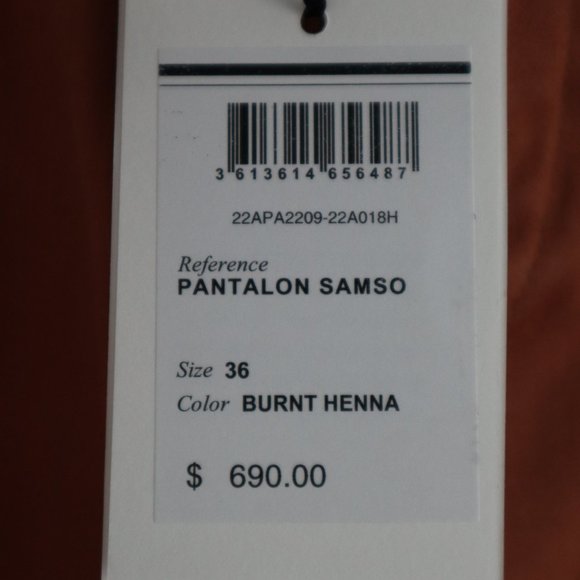 3 613614 656487
22APA2209-22A018H
Reference
PANTALON SAMSO
Size 36
Color BURNT HENNA
$ 690.00